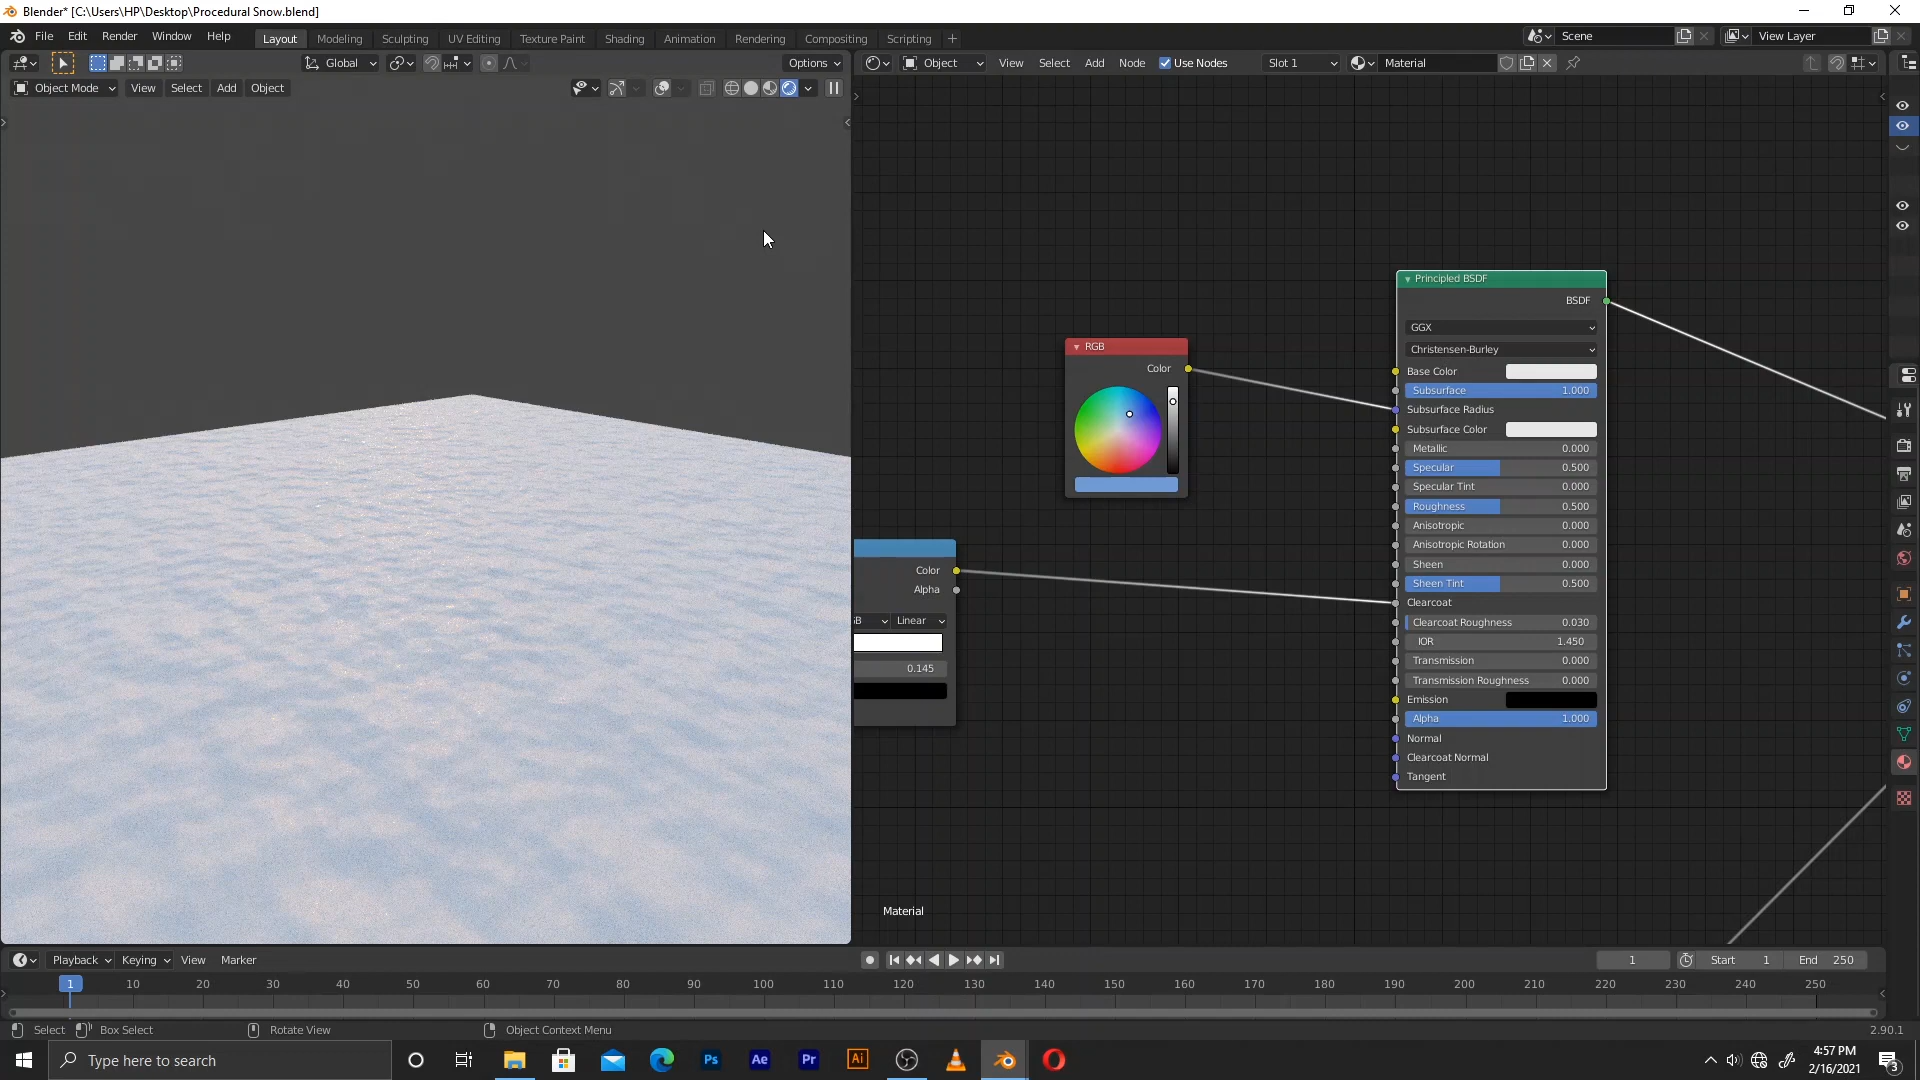 Blender* [C:\Users\HP\Desktop\Procedural Snow.blend]
File Edit Render Window Help
Layout Modeling Sculpting UV Editing Texture Paint Shading Animation Rendering Compositing Scripting +
Scene
View Layer
Global
Options
Object
View Select Add Node Use Nodes
Slot 1
Material
Object Mode View Select Add Object
Principled BSDF
BSDF
GGX
Christensen-Burley
Base Color
Subsurface 1.000
Subsurface Radius
Subsurface Color
Metallic 0.000
Specular 0.500
Specular Tint 0.000
Roughness 0.500
Anisotropic 0.000
Anisotropic Rotation 0.000
Sheen 0.000
Sheen Tint 0.500
Clearcoat
Clearcoat Roughness 0.030
IOR 1.450
Transmission 0.000
Transmission Roughness 0.000
Emission
Alpha 1.000
Normal
Clearcoat Normal
Tangent
RGB
Color
Color
Alpha
Linear
0.145
Material
Playback Keying View Marker
1
Start 1
End 250
1 10 20 30 40 50 60 70 80 90 100 110 120 130 140 150 160 170 180 190 200 210 220 230 240 250
Select Box Select Rotate View Object Context Menu
2.90.1
Type here to search
Ps Ae Pr Ai
4:57 PM
2/16/2021
3